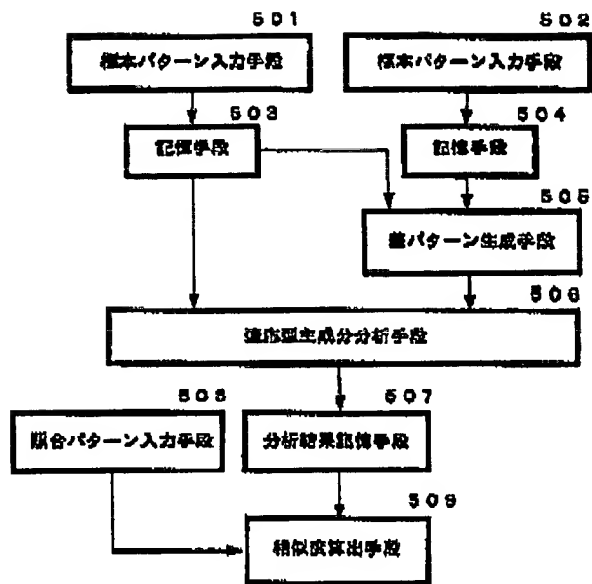 501
502
標本パターン入力手段
標本パターン入力手段
503
504
記憶手段
記憶手段
505
差パターン生成手段
506
適応型主成分分析手段
508
507
照合パターン入力手段
分析結果記憶手段
509
類似度算出手段